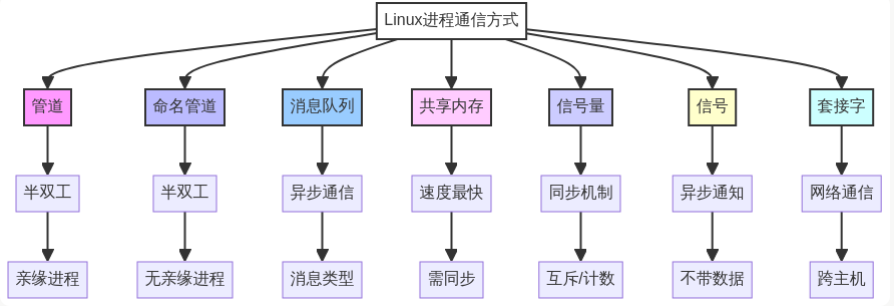 Linux进程通信方式
管道
命名管道
消息队列
共享内存
信号量
信号
套接字
半双工
半双工
异步通信
速度最快
同步机制
异步通知
网络通信
亲缘进程
无亲缘进程
消息类型
需同步
互斥/计数
不带数据
跨主机